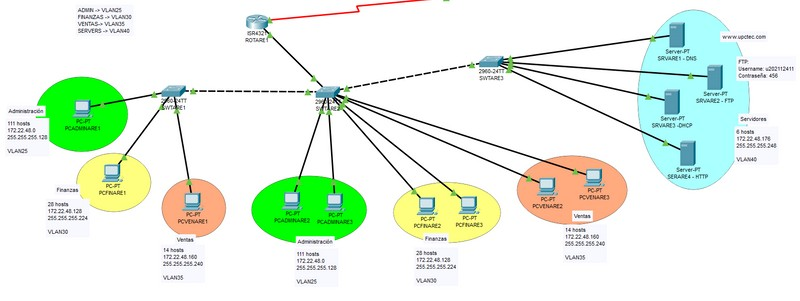 ADMIN -> VLAN25
FINANZAS -> VLAN30
VENTAS-> VLAN35
SERVERS -> VLAN40
ISR4321
ROTARE1
2960-24TT
SWTARE1
2960-24TT
SWTARE2
2960-24TT
SWTARE3
www.upctec.com
FTP:
Username: u202112411
Contraseña: 456
Server-PT
SRVARE1 - DNS
Server-PT
SRVARE2 - FTP
Server-PT
SRVARE3 -DHCP
Server-PT
SERARE4 - HTTP
Servidores
6 hosts
172.22.48.176
255.255.255.248
VLAN40
Administración
111 hosts
172.22.48.0
255.255.255.128
VLAN25
PC-PT
PCADMINARE1
PC-PT
PCFINARE1
Finanzas
28 hosts
172.22.48.128
255.255.255.224
VLAN30
PC-PT
PCVENARE1
Ventas
14 hosts
172.22.48.160
255.255.255.240
VLAN35
PC-PT
PCADMINARE2
PC-PT
PCADMINARE3
Administración
111 hosts
172.22.48.0
255.255.255.128
VLAN25
PC-PT
PCFINARE2
PC-PT
PCFINARE3
Finanzas
28 hosts
172.22.48.128
255.255.255.224
VLAN30
PC-PT
PCVENARE2
PC-PT
PCVENARE3
Ventas
14 hosts
172.22.48.160
255.255.255.240
VLAN35